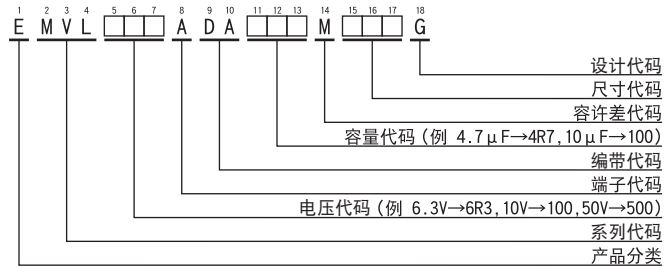 1 2 3 4 5 6 7 8 9 10 11 12 13 14 15 16 17 18
E M V L A D A M G
设计代码
尺寸代码
容许差代码
容量代码 (例 4.7μF→4R7,10μF→100)
编带代码
端子代码
电压代码 (例 6.3V→6R3,10V→100,50V→500)
系列代码
产品分类